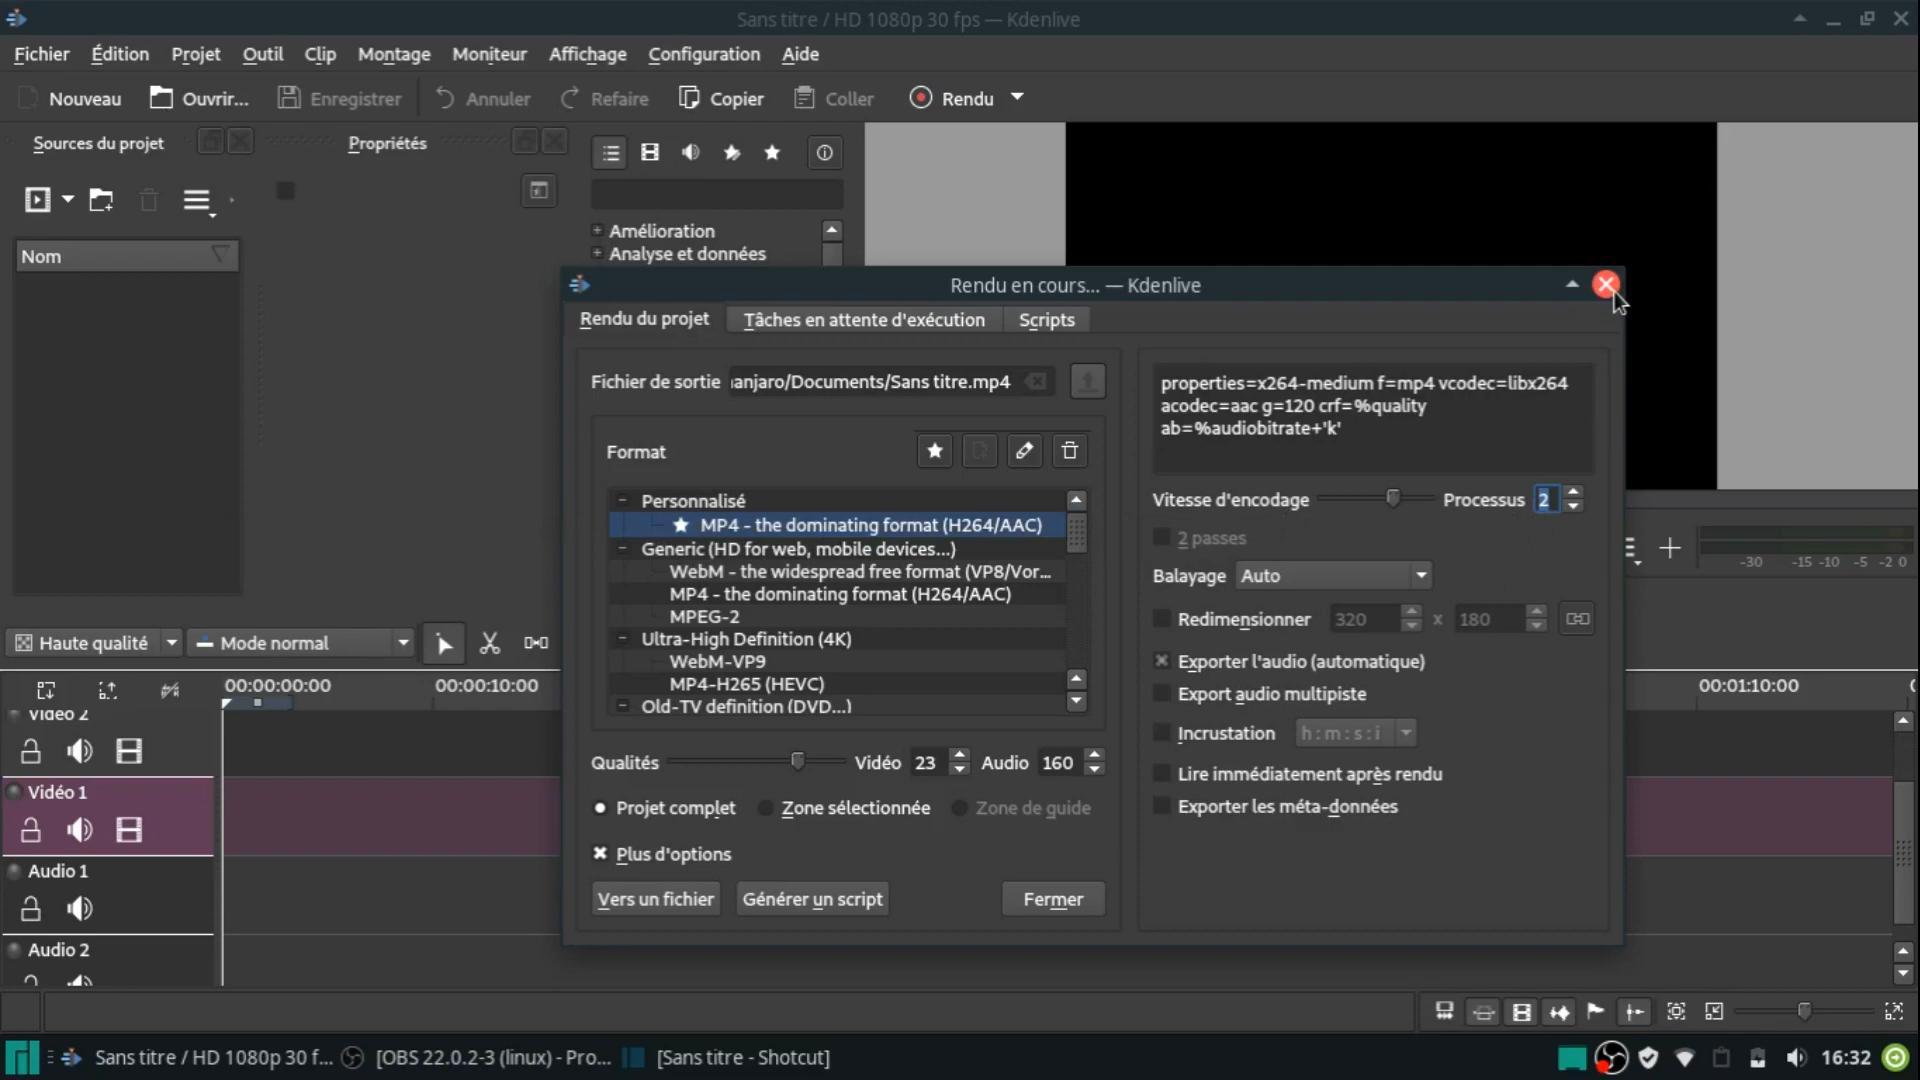 Sans titre / HD 1080p 30 fps — Kdenlive
Fichier Édition Projet Outil Clip Montage Moniteur Affichage Configuration Aide
Nouveau Ouvrir... Enregistrer Annuler Refaire Copier Coller Rendu
Sources du projet Propriétés
Nom
Amélioration
Analyse et données
Rendu en cours... — Kdenlive
Rendu du projet Tâches en attente d'exécution Scripts
Fichier de sortie anjaro/Documents/Sans titre.mp4
Format
Personnalisé
MP4 - the dominating format (H264/AAC)
Generic (HD for web, mobile devices...)
WebM - the widespread free format (VP8/Vor...
MP4 - the dominating format (H264/AAC)
MPEG-2
Ultra-High Definition (4K)
WebM-VP9
MP4-H265 (HEVC)
Old-TV definition (DVD...)
Qualités Vidéo 23 Audio 160
Projet complet Zone sélectionnée Zone de guide
Plus d'options
Vers un fichier Générer un script Fermer
properties=x264-medium f=mp4 vcodec=libx264
acodec=aac g=120 crf=%quality
ab=%audiobitrate+'k'
Vitesse d'encodage Processus 2
2 passes
Balayage Auto
Redimensionner 320 x 180
Exporter l'audio (automatique)
Export audio multipiste
Incrustation h:m:s:i
Lire immédiatement après rendu
Exporter les méta-données
-30 -15 -10 -5 -2 0
Haute qualité Mode normal
00:00:00:00 00:00:10:00 00:01:10:00
Vidéo 2
Vidéo 1
Audio 1
Audio 2
Sans titre / HD 1080p 30 f... [OBS 22.0.2-3 (linux) - Pro... [Sans titre - Shotcut] 16:32